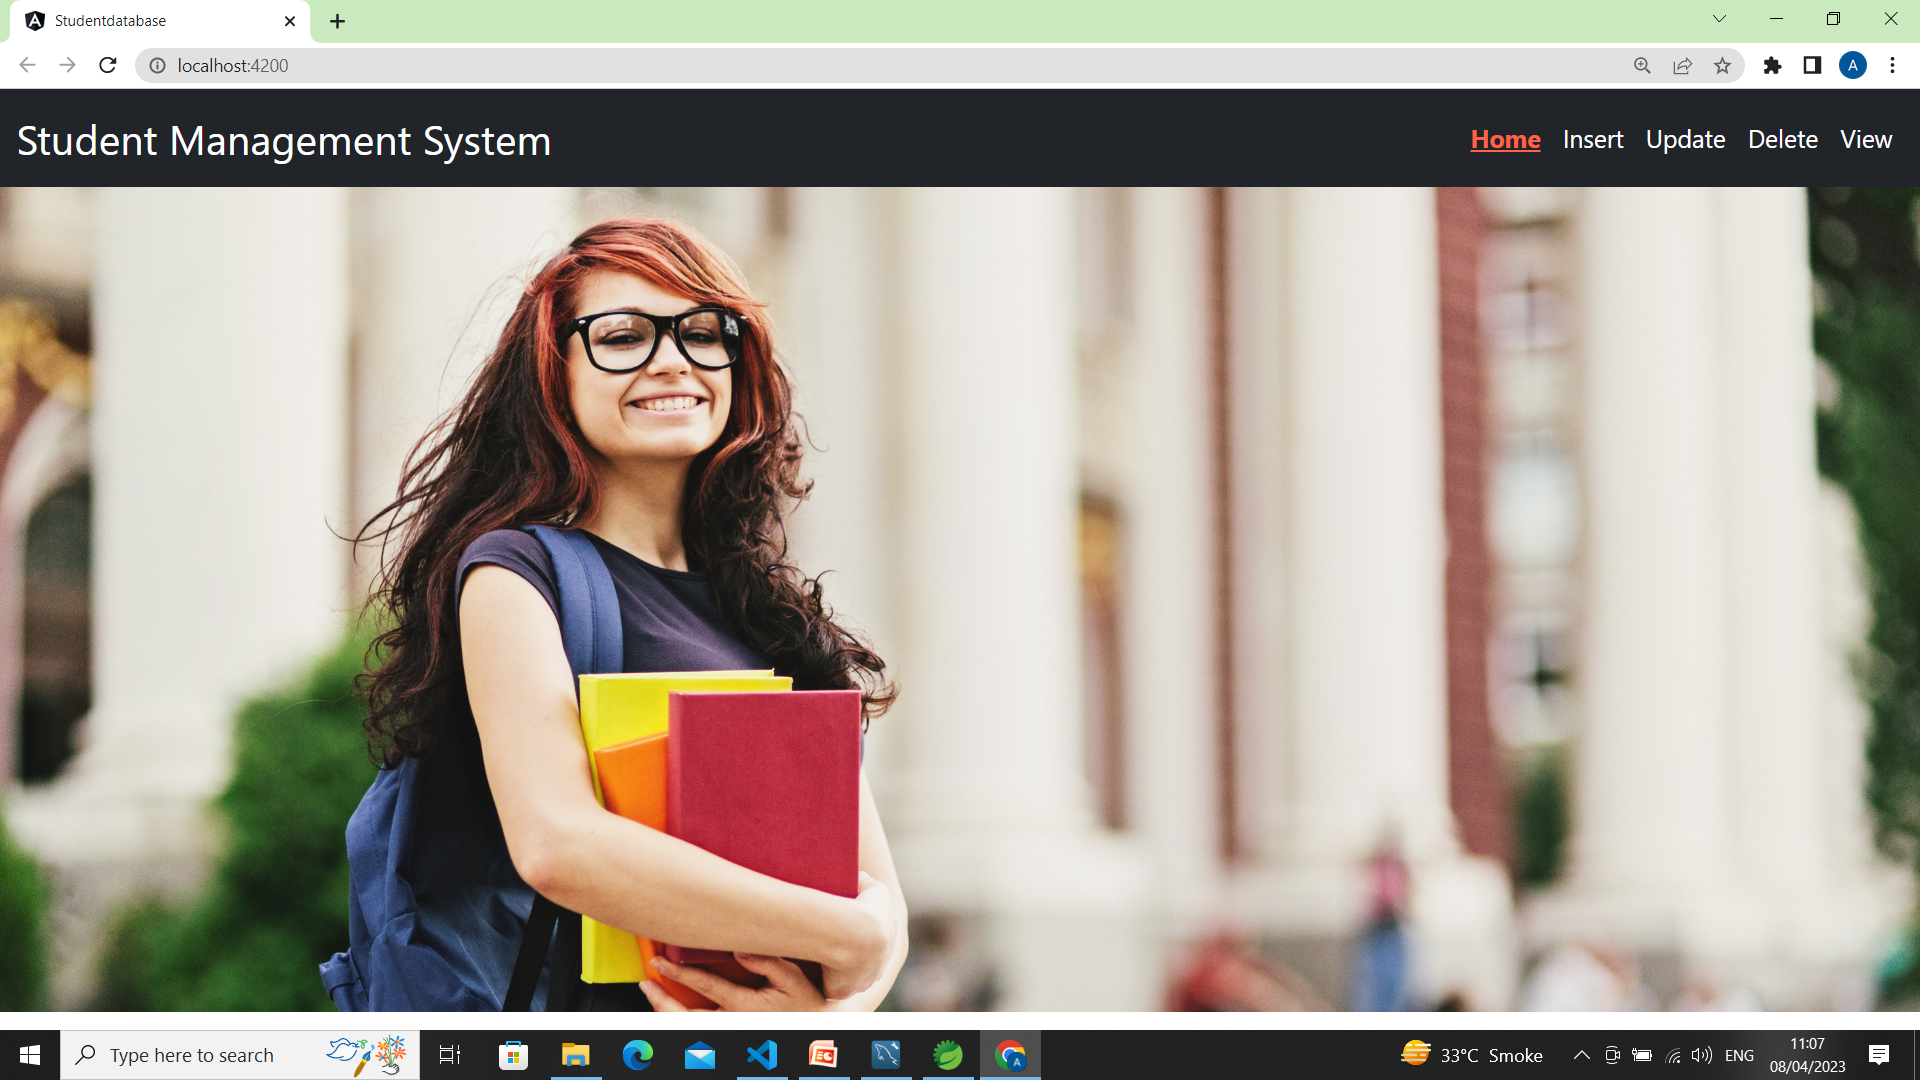 Studentdatabase
localhost:4200
A
Student Management System
Home Insert Update Delete View
Type here to search
33°C Smoke
ENG
11:07
08/04/2023